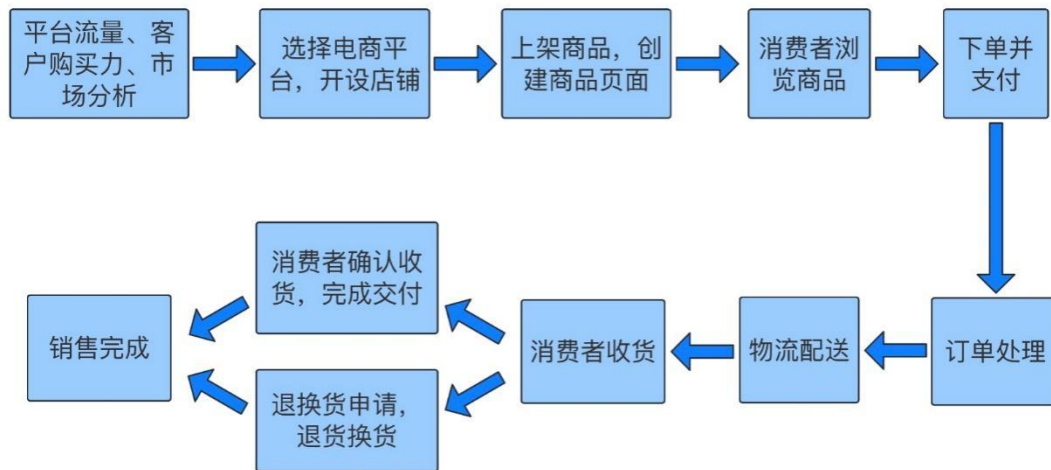 平台流量、客
户购买力、市
场分析
选择电商平
台，开设店铺
上架商品，创
建商品页面
消费者浏
览商品
下单并
支付
订单处理
物流配送
消费者收货
消费者确认收
货，完成交付
退换货申请，
退货换货
销售完成